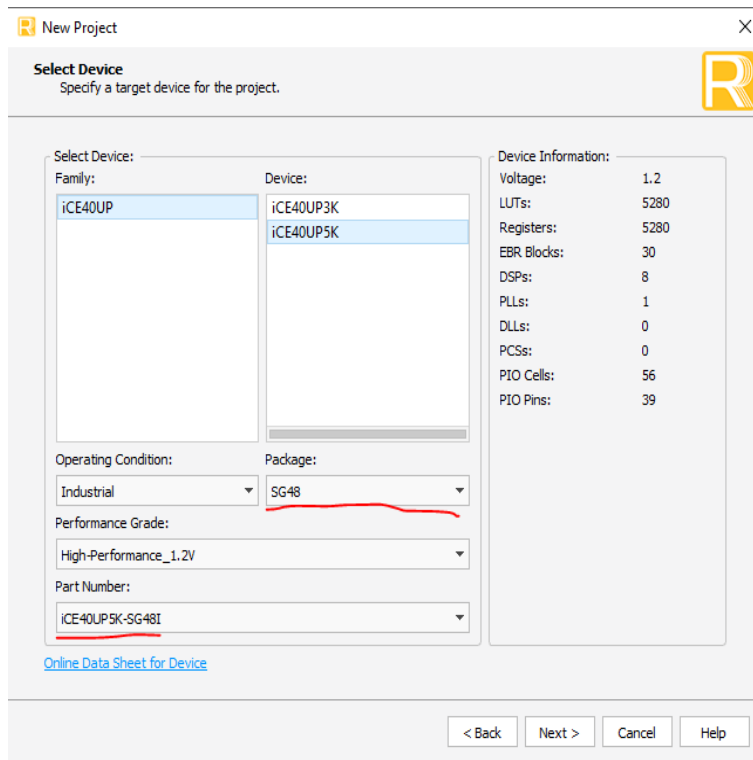 New Project
Select Device
Specify a target device for the project.
Select Device:
Family:
Device:
iCE40UP
iCE40UP3K
iCE40UP5K
Operating Condition:
Package:
Industrial
SG48
Performance Grade:
High-Performance_1.2V
Part Number:
iCE40UP5K-SG48I
Online Data Sheet for Device
Device Information:
Voltage: 1.2
LUTs: 5280
Registers: 5280
EBR Blocks: 30
DSPs: 8
PLLs: 1
DLLs: 0
PCSs: 0
PIO Cells: 56
PIO Pins: 39
< Back
Next >
Cancel
Help